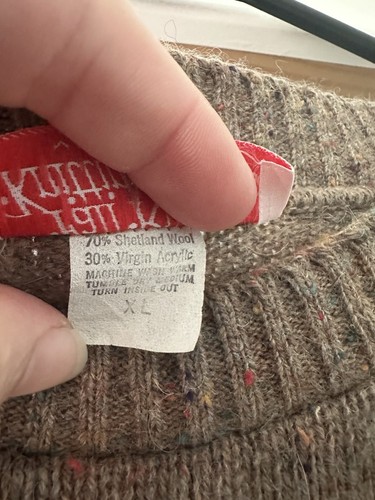 70% Shetland Wool
30% Virgin Acrylic
MACHINE WASH WARM
TUMBLE DRY MEDIUM
TURN INSIDE OUT
XL